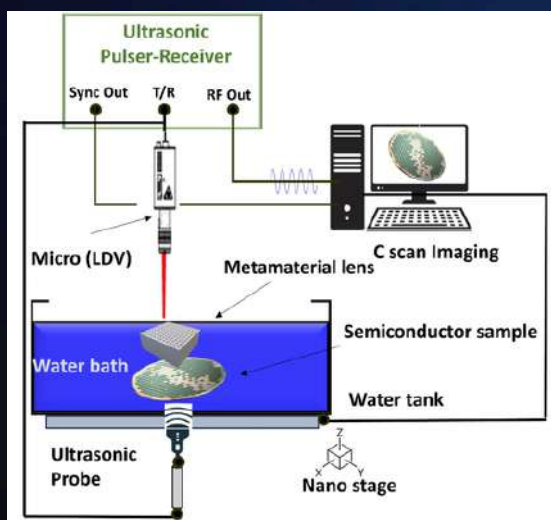 Ultrasonic
Pulser-Receiver
Sync Out T/R RF Out
Micro (LDV)
C scan Imaging
Metamaterial lens
Semiconductor sample
Water bath
Water tank
Ultrasonic
Probe
Z
X Y
Nano stage